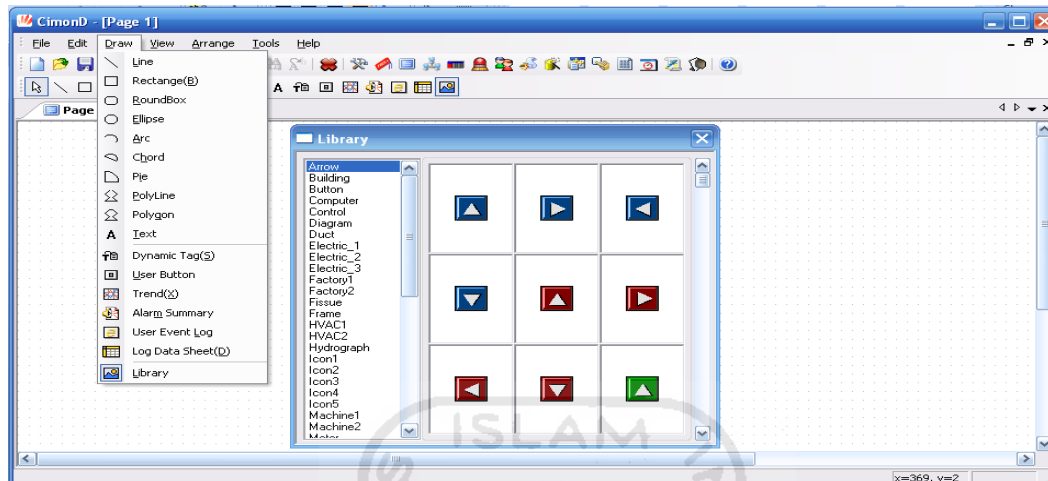 CimonD - [Page 1]
File Edit Draw View Arrange Tools Help
Line
Rectange(B)
RoundBox
Ellipse
Arc
Chord
Pie
PolyLine
Polygon
A Text
Dynamic Tag(S)
User Button
Trend(X)
Alarm Summary
User Event Log
Log Data Sheet(D)
Library
A
Page
Library
Arrow
Building
Button
Computer
Control
Diagram
Duct
Electric_1
Electric_2
Electric_3
Factory1
Factory2
Fissue
Frame
HVAC1
HVAC2
Hydrograph
Icon1
Icon2
Icon3
Icon4
Icon5
Machine1
Machine2
Motor
ISLAM
x=369, y=2